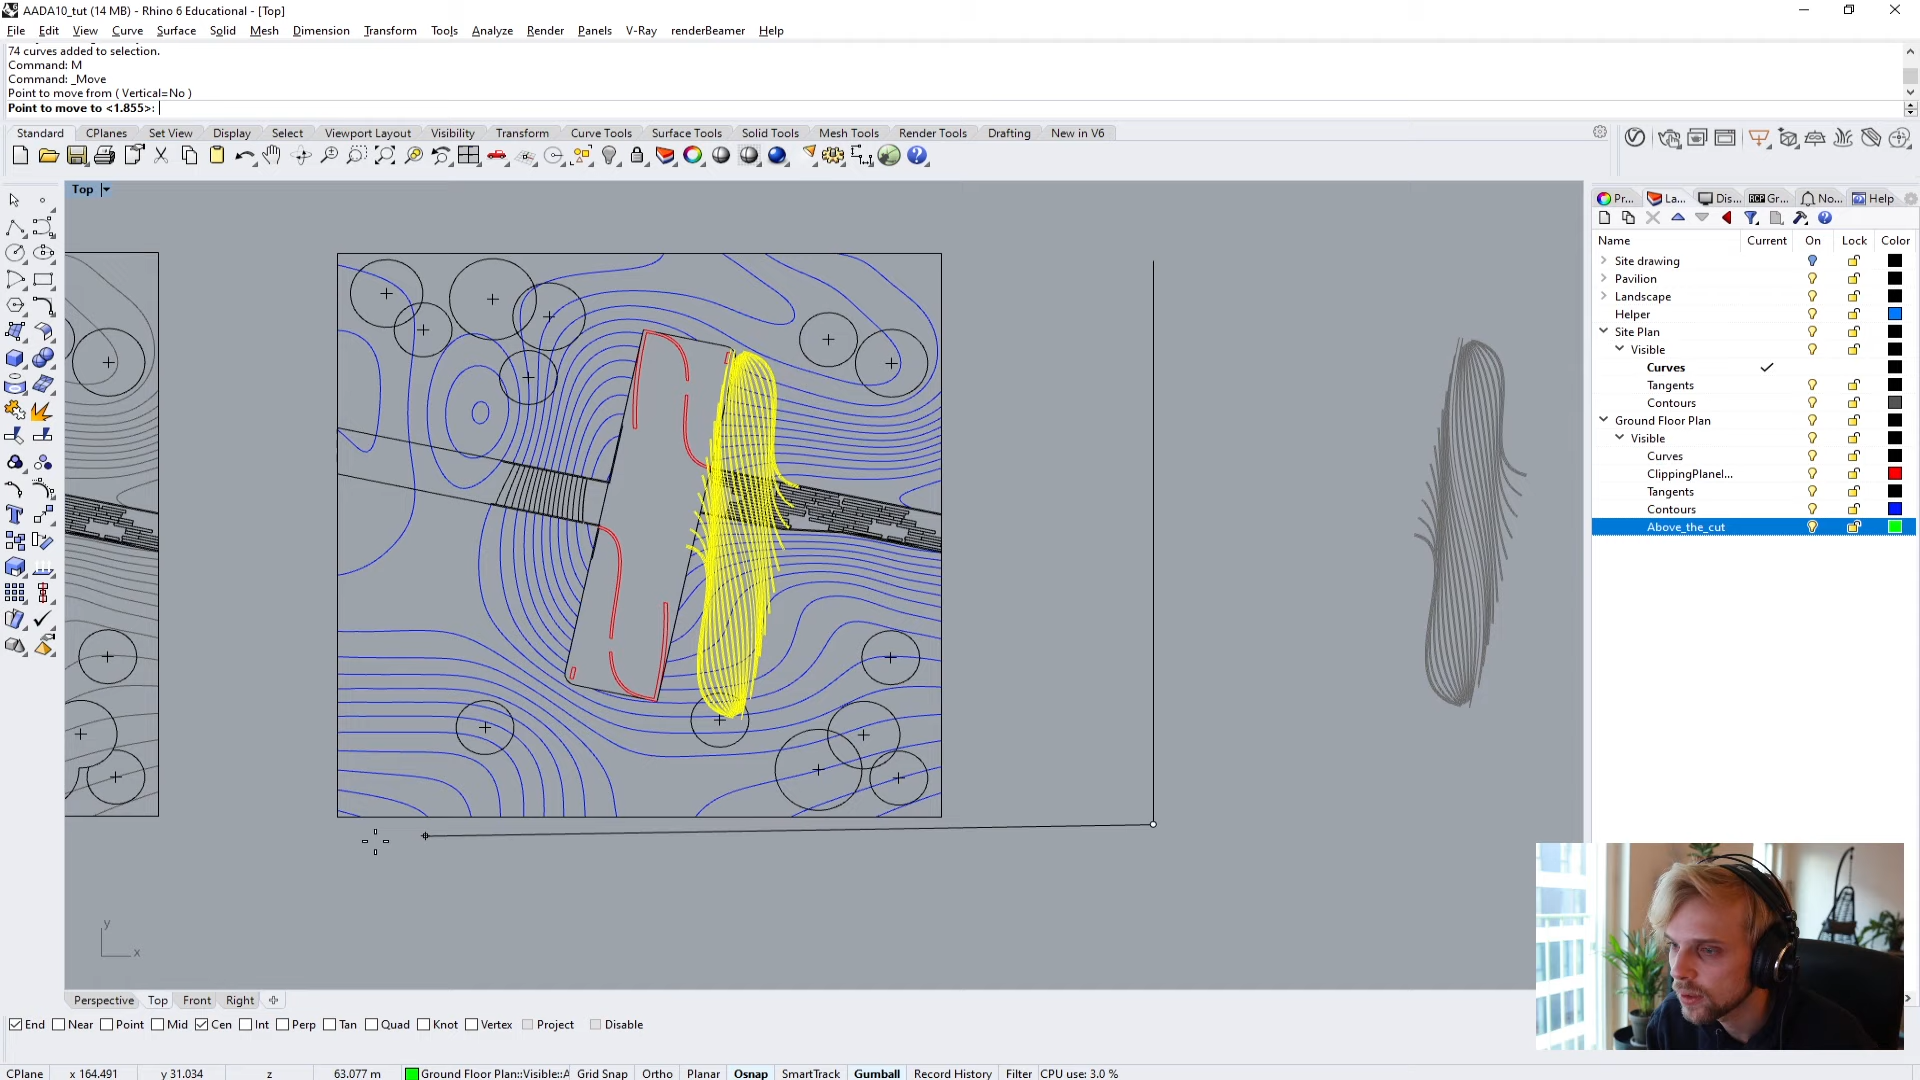 AADA10_tut (14 MB) - Rhino 6 Educational - [Top]
File Edit View Curve Surface Solid Mesh Dimension Transform Tools Analyze Render Panels V-Ray renderBeamer Help
74 curves added to selection.
Command: M
Command: _Move
Point to move from ( Vertical=No )
Point to move to <1.855>:
Standard CPlanes Set View Display Select Viewport Layout Visibility Transform Curve Tools Surface Tools Solid Tools Mesh Tools Render Tools Drafting New in V6
Top
Pr... La... Dis... Gr... No... Help
Name Current On Lock Color
Site drawing
Pavilion
Landscape
Helper
Site Plan
Visible
Curves
Tangents
Contours
Ground Floor Plan
Visible
Curves
ClippingPlanel...
Tangents
Contours
Above_the_cut
y
x
Perspective Top Front Right
End Near Point Mid Cen Int Perp Tan Quad Knot Vertex Project Disable
CPlane x 164.491 y 31.034 z 63.077 m Ground Floor Plan::Visible::A Grid Snap Ortho Planar Osnap SmartTrack Gumball Record History Filter CPU use: 3.0 %